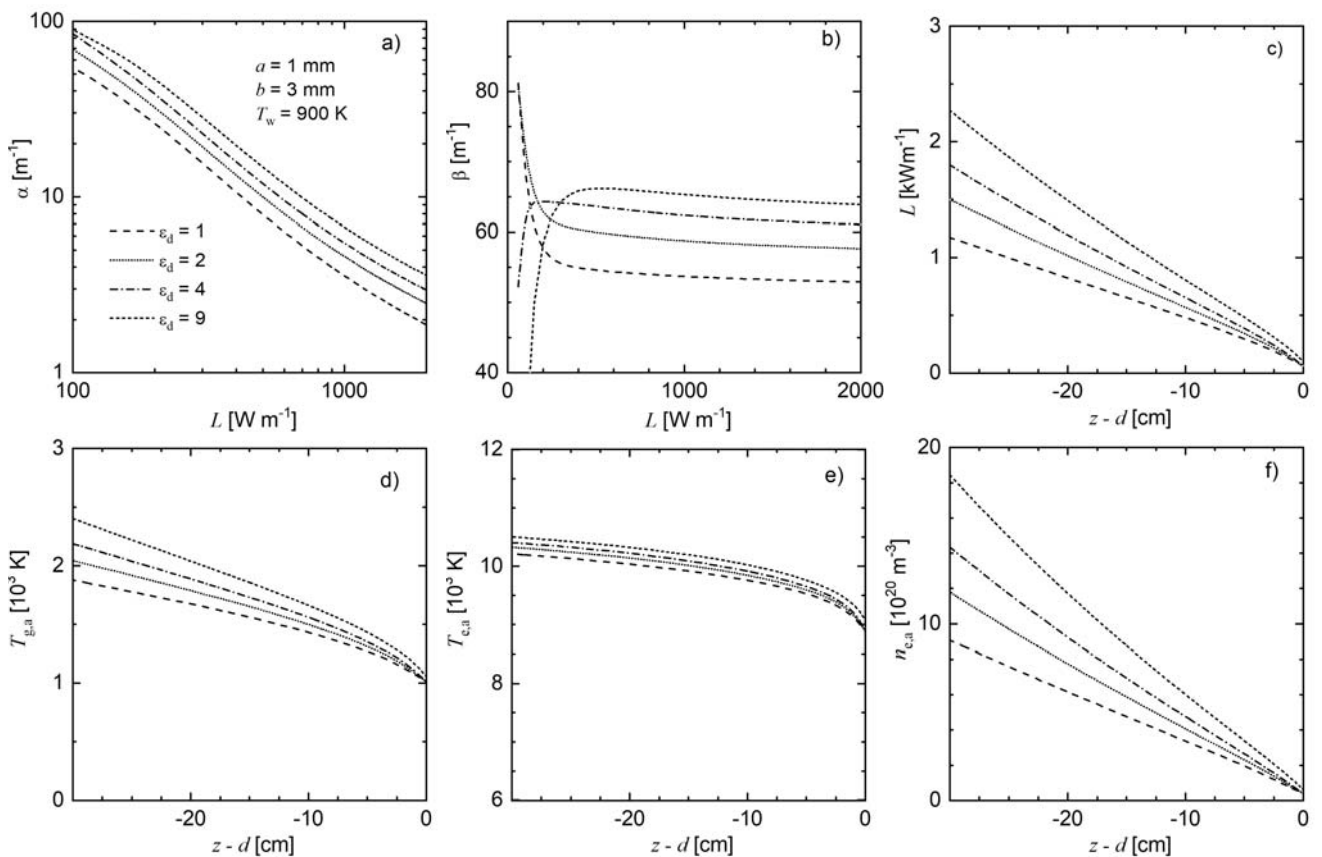 a)
100
10
1
α [m⁻¹]
a = 1 mm
b = 3 mm
T_w = 900 K
ε_d = 1
ε_d = 2
ε_d = 4
ε_d = 9
100
1000
L [W m⁻¹]
b)
80
60
40
β [m⁻¹]
0
1000
2000
L [W m⁻¹]
c)
3
2
1
0
L [kWm⁻¹]
-20
-10
0
z - d [cm]
d)
3
2
1
0
T_g,a [10³ K]
-20
-10
0
z - d [cm]
e)
12
10
8
6
T_e,a [10³ K]
-20
-10
0
z - d [cm]
f)
20
10
0
n_e,a [10²⁰ m⁻³]
-20
-10
0
z - d [cm]